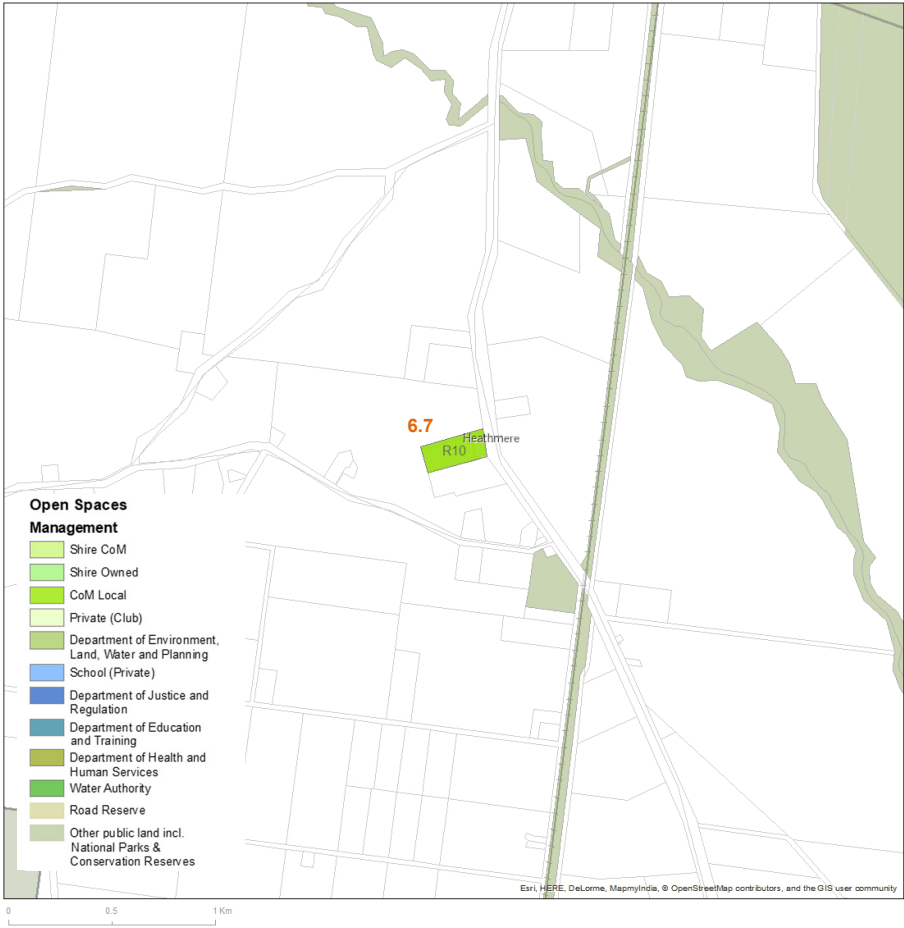 6.7
Heathmere
R10
Open Spaces
Management
Shire CoM
Shire Owned
CoM Local
Private (Club)
Department of Environment,
Land, Water and Planning
School (Private)
Department of Justice and
Regulation
Department of Education
and Training
Department of Health and
Human Services
Water Authority
Road Reserve
Other public land incl.
National Parks &
Conservation Reserves
Esri, HERE, DeLorme, MapmyIndia, © OpenStreetMap contributors, and the GIS user community
0 0.5 1 Km